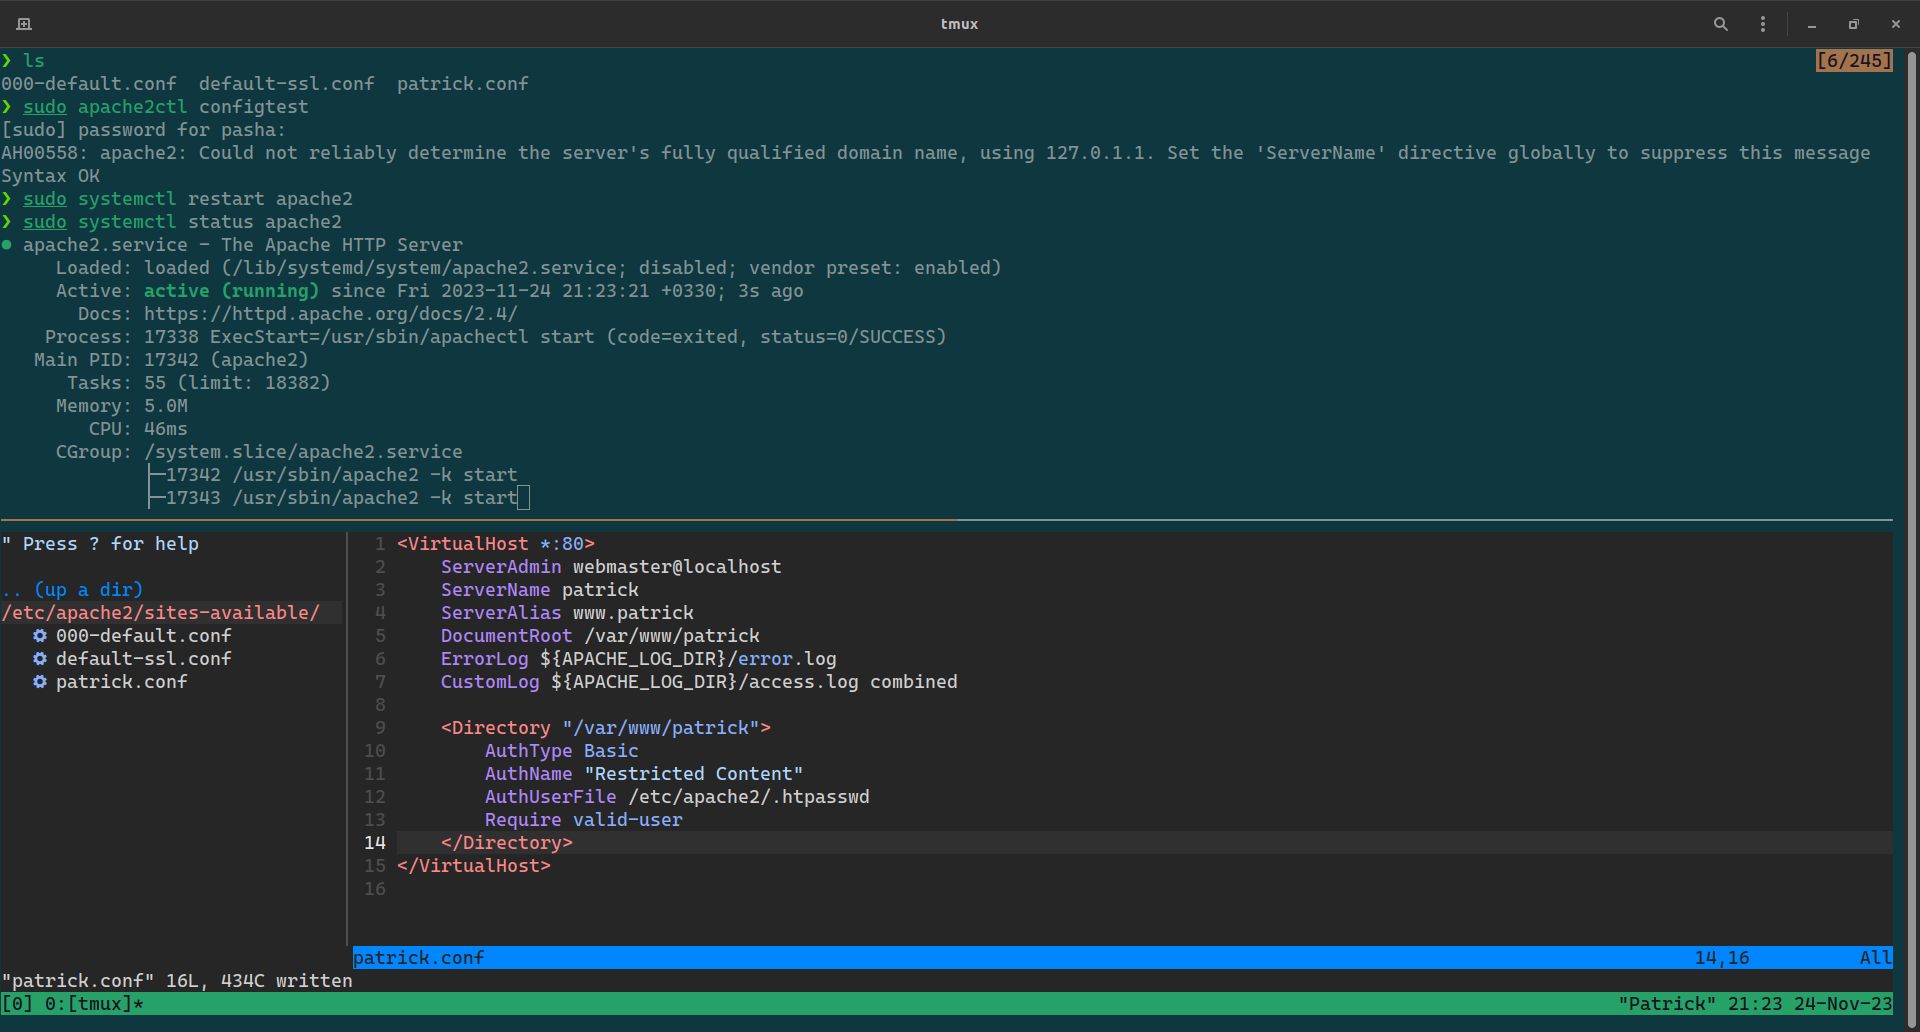 tmux
❯ ls
[6/245]
000-default.conf  default-ssl.conf  patrick.conf
❯ sudo apache2ctl configtest
[sudo] password for pasha:
AH00558: apache2: Could not reliably determine the server's fully qualified domain name, using 127.0.1.1. Set the 'ServerName' directive globally to suppress this message
Syntax OK
❯ sudo systemctl restart apache2
❯ sudo systemctl status apache2
● apache2.service - The Apache HTTP Server
     Loaded: loaded (/lib/systemd/system/apache2.service; disabled; vendor preset: enabled)
     Active: active (running) since Fri 2023-11-24 21:23:21 +0330; 3s ago
       Docs: https://httpd.apache.org/docs/2.4/
    Process: 17338 ExecStart=/usr/sbin/apachectl start (code=exited, status=0/SUCCESS)
   Main PID: 17342 (apache2)
      Tasks: 55 (limit: 18382)
     Memory: 5.0M
        CPU: 46ms
     CGroup: /system.slice/apache2.service
             ├─17342 /usr/sbin/apache2 -k start
             ├─17343 /usr/sbin/apache2 -k start
" Press ? for help
.. (up a dir)
/etc/apache2/sites-available/
000-default.conf
default-ssl.conf
patrick.conf
1 <VirtualHost *:80>
2     ServerAdmin webmaster@localhost
3     ServerName patrick
4     ServerAlias www.patrick
5     DocumentRoot /var/www/patrick
6     ErrorLog ${APACHE_LOG_DIR}/error.log
7     CustomLog ${APACHE_LOG_DIR}/access.log combined
8
9     <Directory "/var/www/patrick">
10         AuthType Basic
11         AuthName "Restricted Content"
12         AuthUserFile /etc/apache2/.htpasswd
13         Require valid-user
14     </Directory>
15 </VirtualHost>
16
patrick.conf 14,16 All
"patrick.conf" 16L, 434C written
[0] 0:[tmux]* "Patrick" 21:23 24-Nov-23